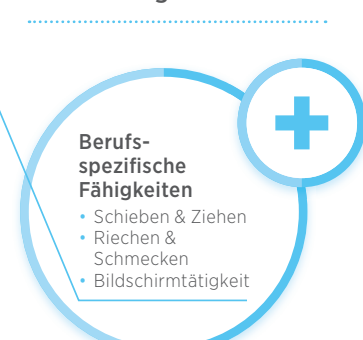 Berufs-
spezifische
Fähigkeiten
• Schieben & Ziehen
• Riechen &
Schmecken
• Bildschirmtätigkeit